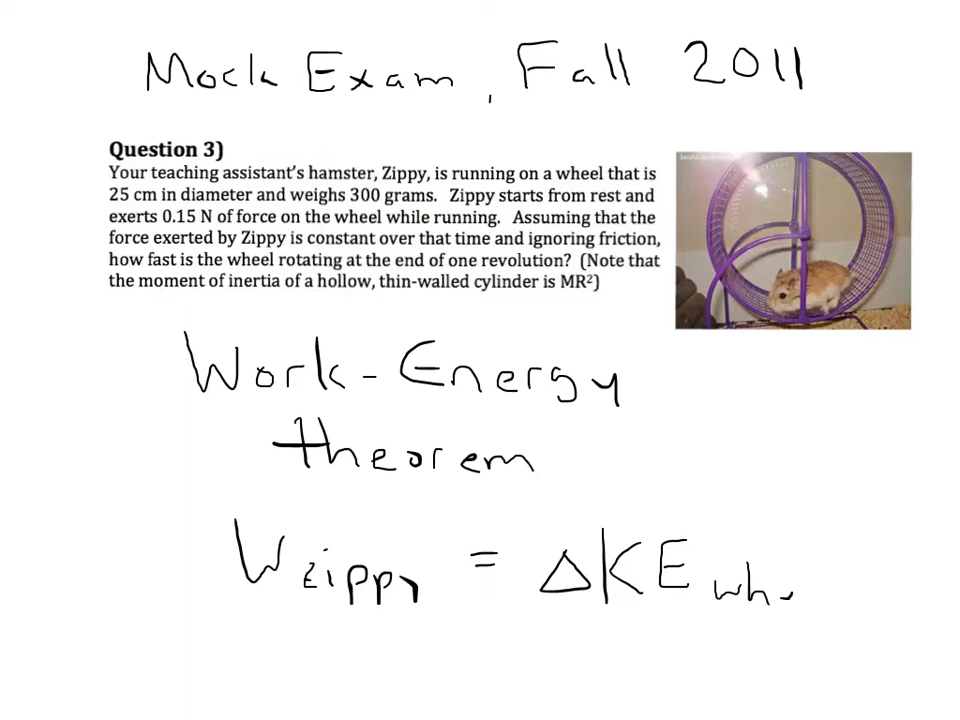 Mock Exam, Fall 2011
Question 3)
Your teaching assistant's hamster, Zippy, is running on a wheel that is
25 cm in diameter and weighs 300 grams. Zippy starts from rest and
exerts 0.15 N of force on the wheel while running. Assuming that the
force exerted by Zippy is constant over that time and ignoring friction,
how fast is the wheel rotating at the end of one revolution? (Note that
the moment of inertia of a hollow, thin-walled cylinder is MR²)
Work-Energy
theorem
W zippy = ΔKE wh